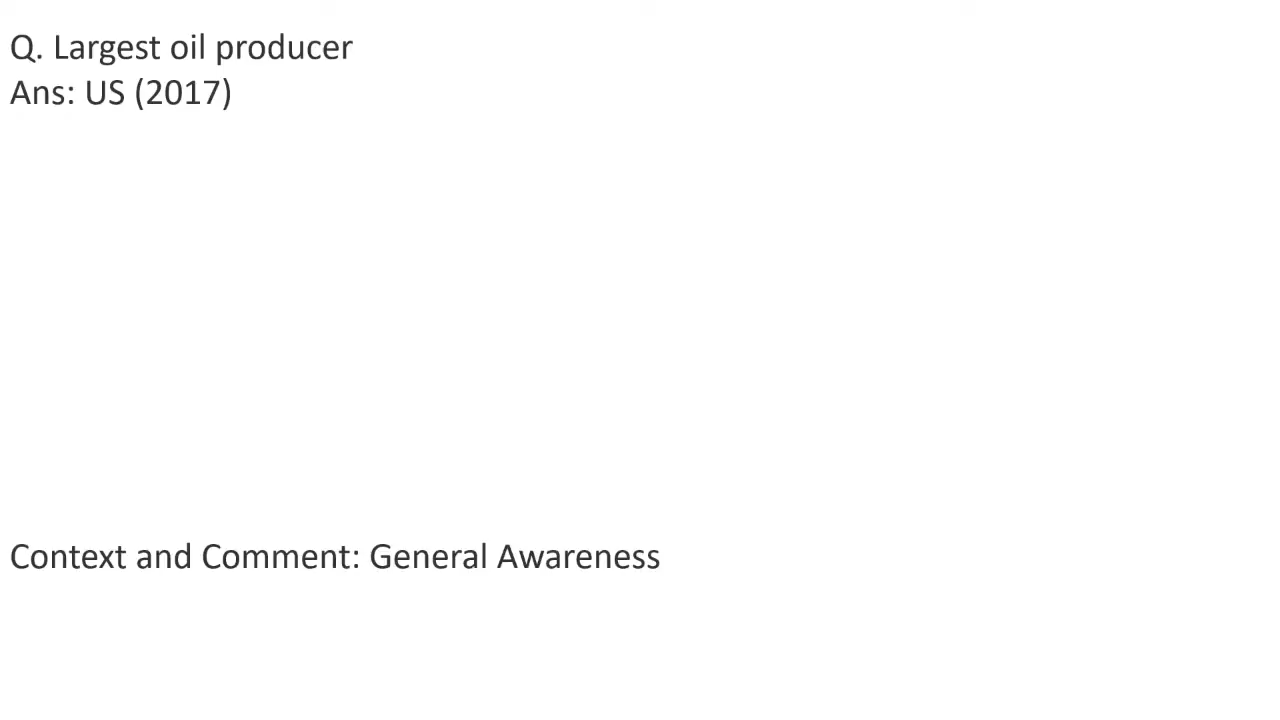 Q. Largest oil producer
Ans: US (2017)
Context and Comment: General Awareness